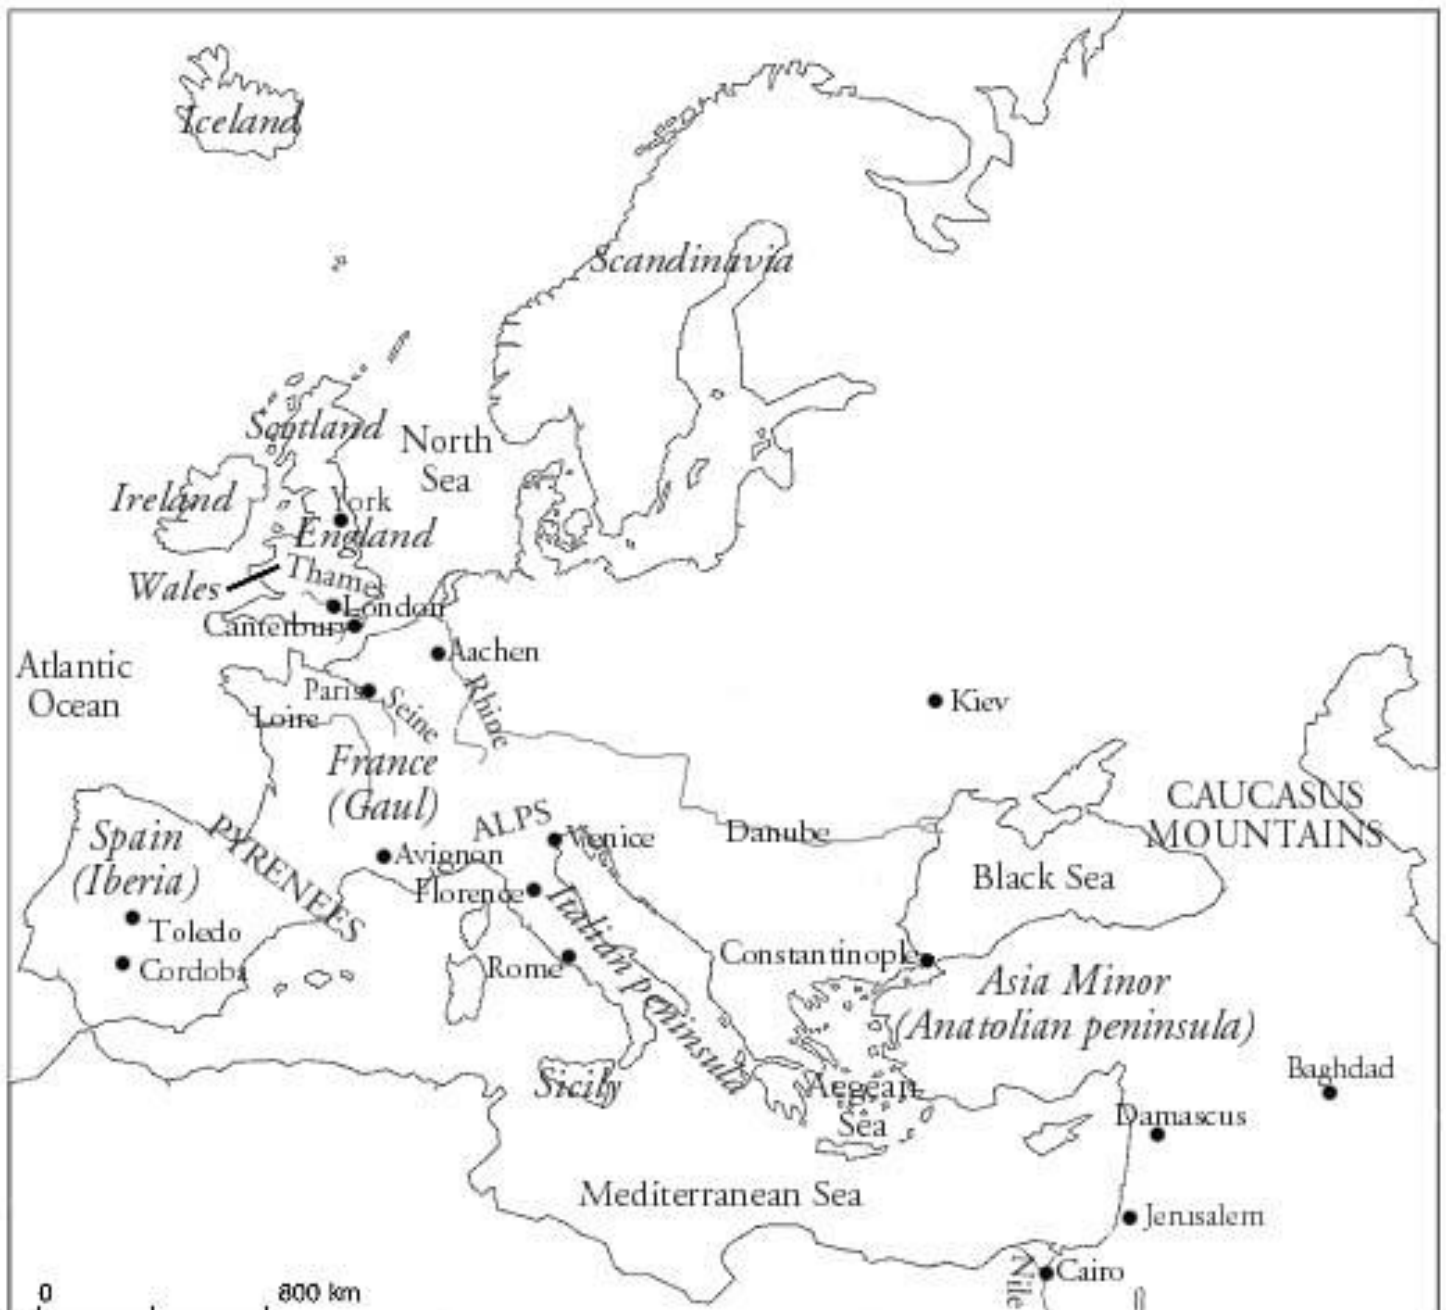 Iceland
Scandinavia
Scotland
North
Sea
Ireland
York
England
Wales
Thames
London
Canterbury
Aachen
Atlantic
Ocean
Paris
Seine
Rhine
Kiev
Loire
France
(Gaul)
CAUCASUS
MOUNTAINS
ALPS
Spain
(Iberia)
PYRENEES
Venice
Danube
Avignon
Florence
Black Sea
Toledo
Cordoba
Italian peninsula
Rome
Constantinople
Asia Minor
(Anatolian peninsula)
Baghdad
Sicily
Aegean
Sea
Damascus
Mediterranean Sea
Jerusalem
Nile
Cairo
0
800 km